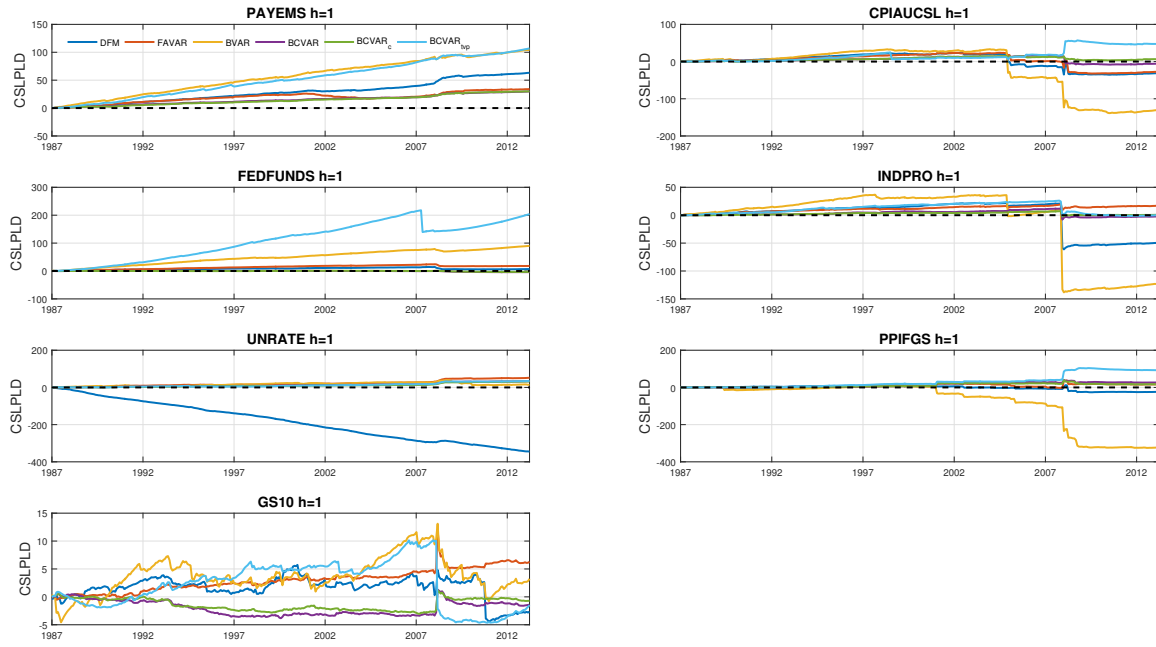 PAYEMS h=1
CSLPLD
150
100
50
0
-50
DFM FAVAR BVAR BCVAR BCVARc BCVARtvp
1987 1992 1997 2002 2007 2012
CPIAUCSL h=1
CSLPLD
100
0
-100
-200
1987 1992 1997 2002 2007 2012
FEDFUNDS h=1
CSLPLD
300
200
100
0
-100
1987 1992 1997 2002 2007 2012
INDPRO h=1
CSLPLD
50
0
-50
-100
-150
1987 1992 1997 2002 2007 2012
UNRATE h=1
CSLPLD
200
0
-200
-400
1987 1992 1997 2002 2007 2012
PPIFGS h=1
CSLPLD
200
0
-200
-400
1987 1992 1997 2002 2007 2012
GS10 h=1
CSLPLD
15
10
5
0
-5
1987 1992 1997 2002 2007 2012